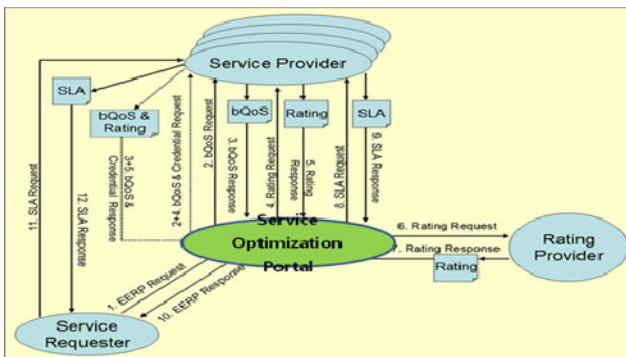 Service Provider
SLA
bQoS &
Rating
bQoS
Rating
SLA
11. SLA Request
12. SLA Response
3+5. bQoS &
Credential Response
2+4. bQoS & Credential Request
2. bQoS Request
3. bQoS Response
4. Rating Request
5. Rating
Response
8. SLA Request
9. SLA Response
Service
Optimization
Portal
6. Rating Request
7. Rating Response
Rating
Rating
Provider
1. EERP Request
10. EERP Response
Service
Requester